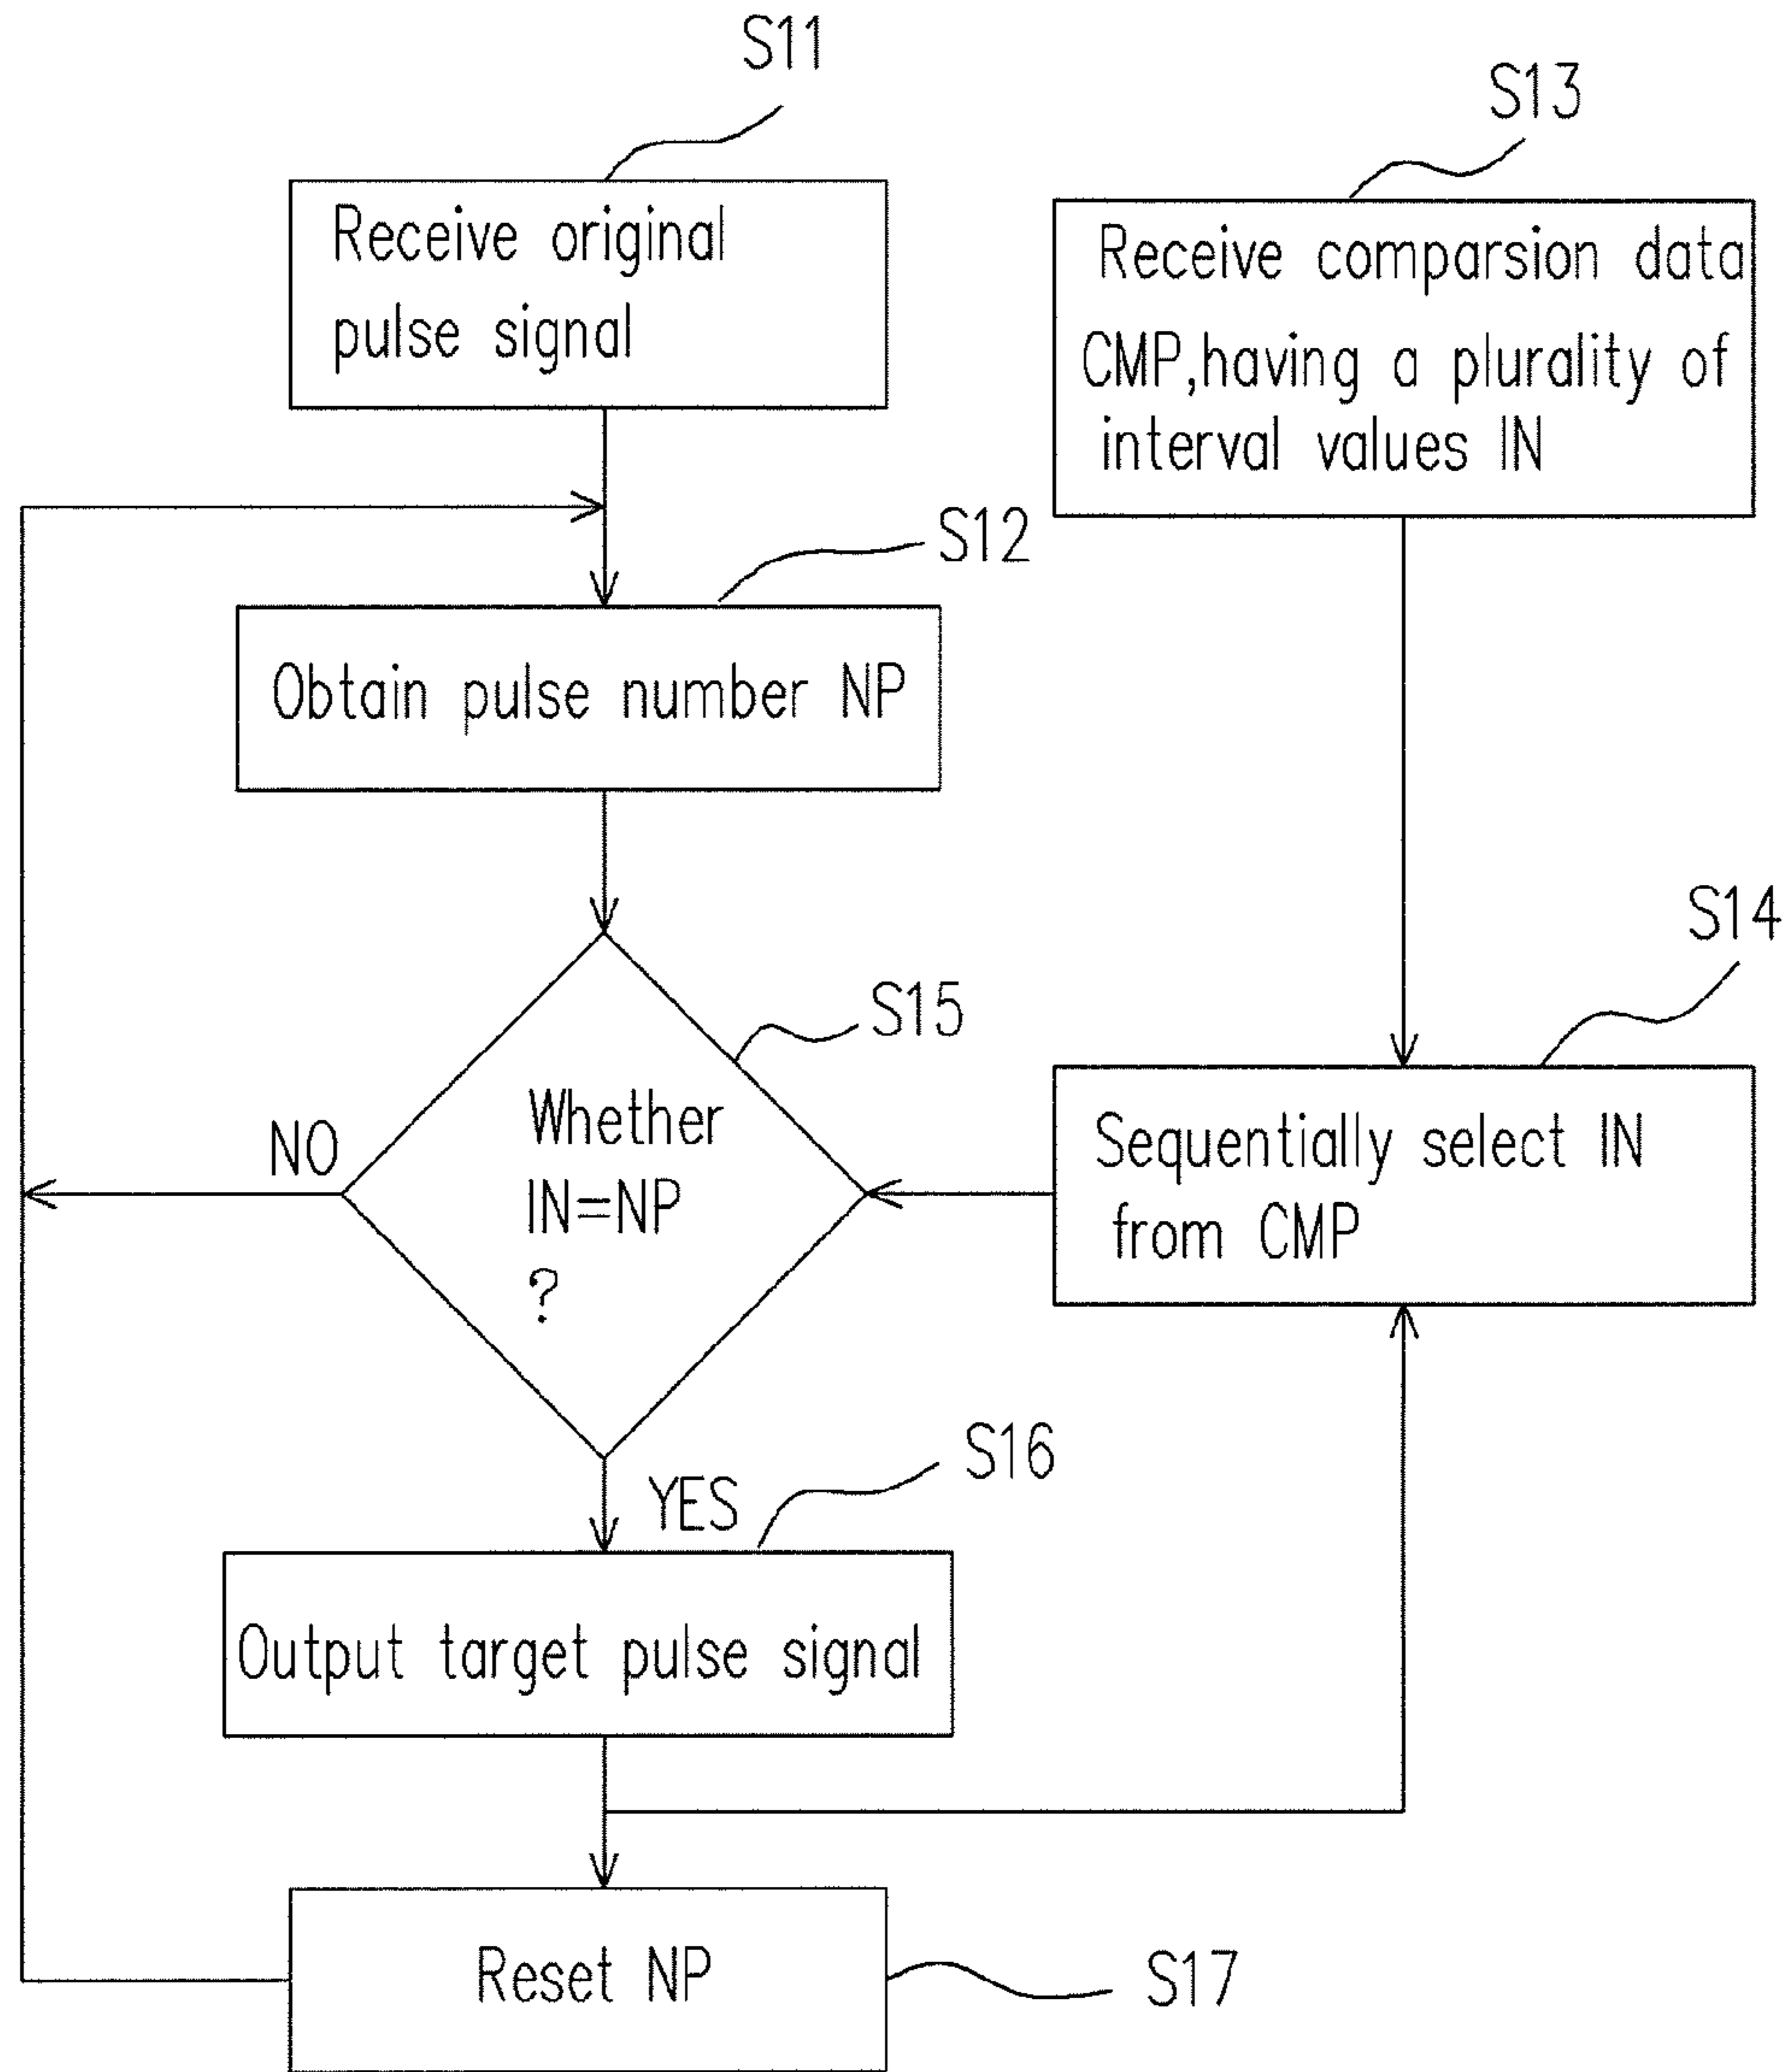 S11
Receive original
pulse signal
S13
Receive comparsion data
CMP,having a plurality of
interval values IN
S12
Obtain pulse number NP
S14
Sequentially select IN
from CMP
S15
Whether
IN=NP
?
NO
YES
S16
Output target pulse signal
Reset NP
S17